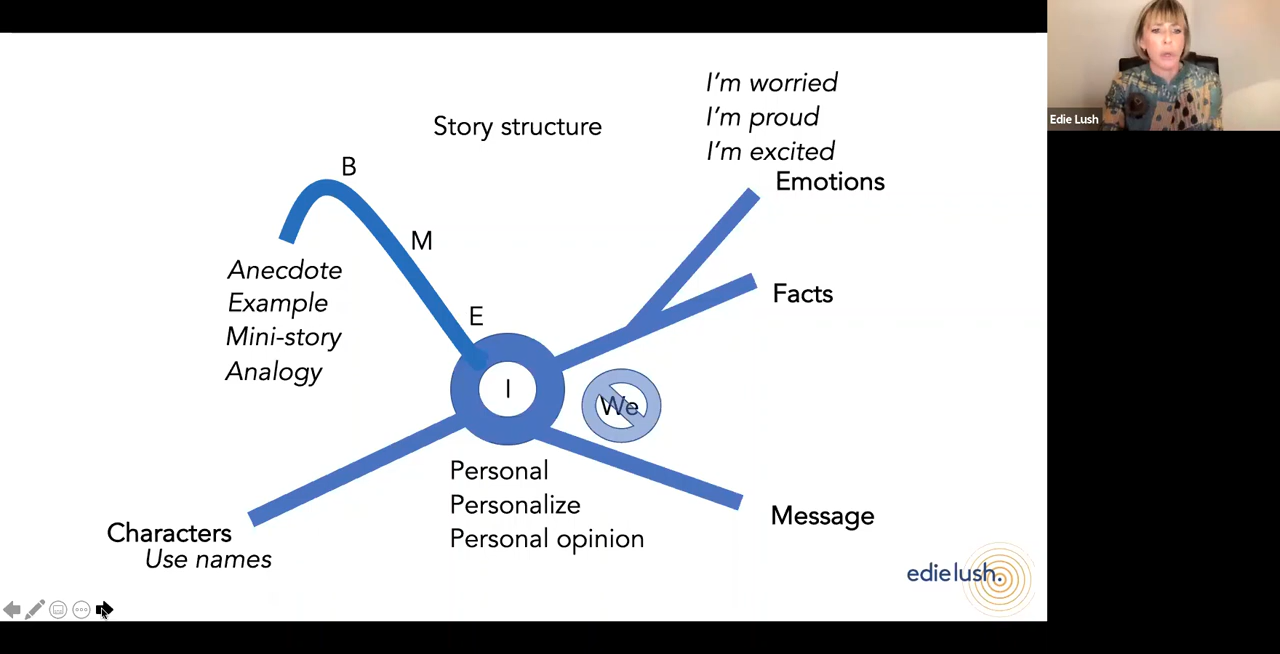 I'm worried
I'm proud
I'm excited
Story structure
Emotions
B
M
E
Anecdote
Example
Mini-story
Analogy
Facts
I
We
Personal
Personalize
Personal opinion
Message
Characters
Use names
edielush.
Edie Lush